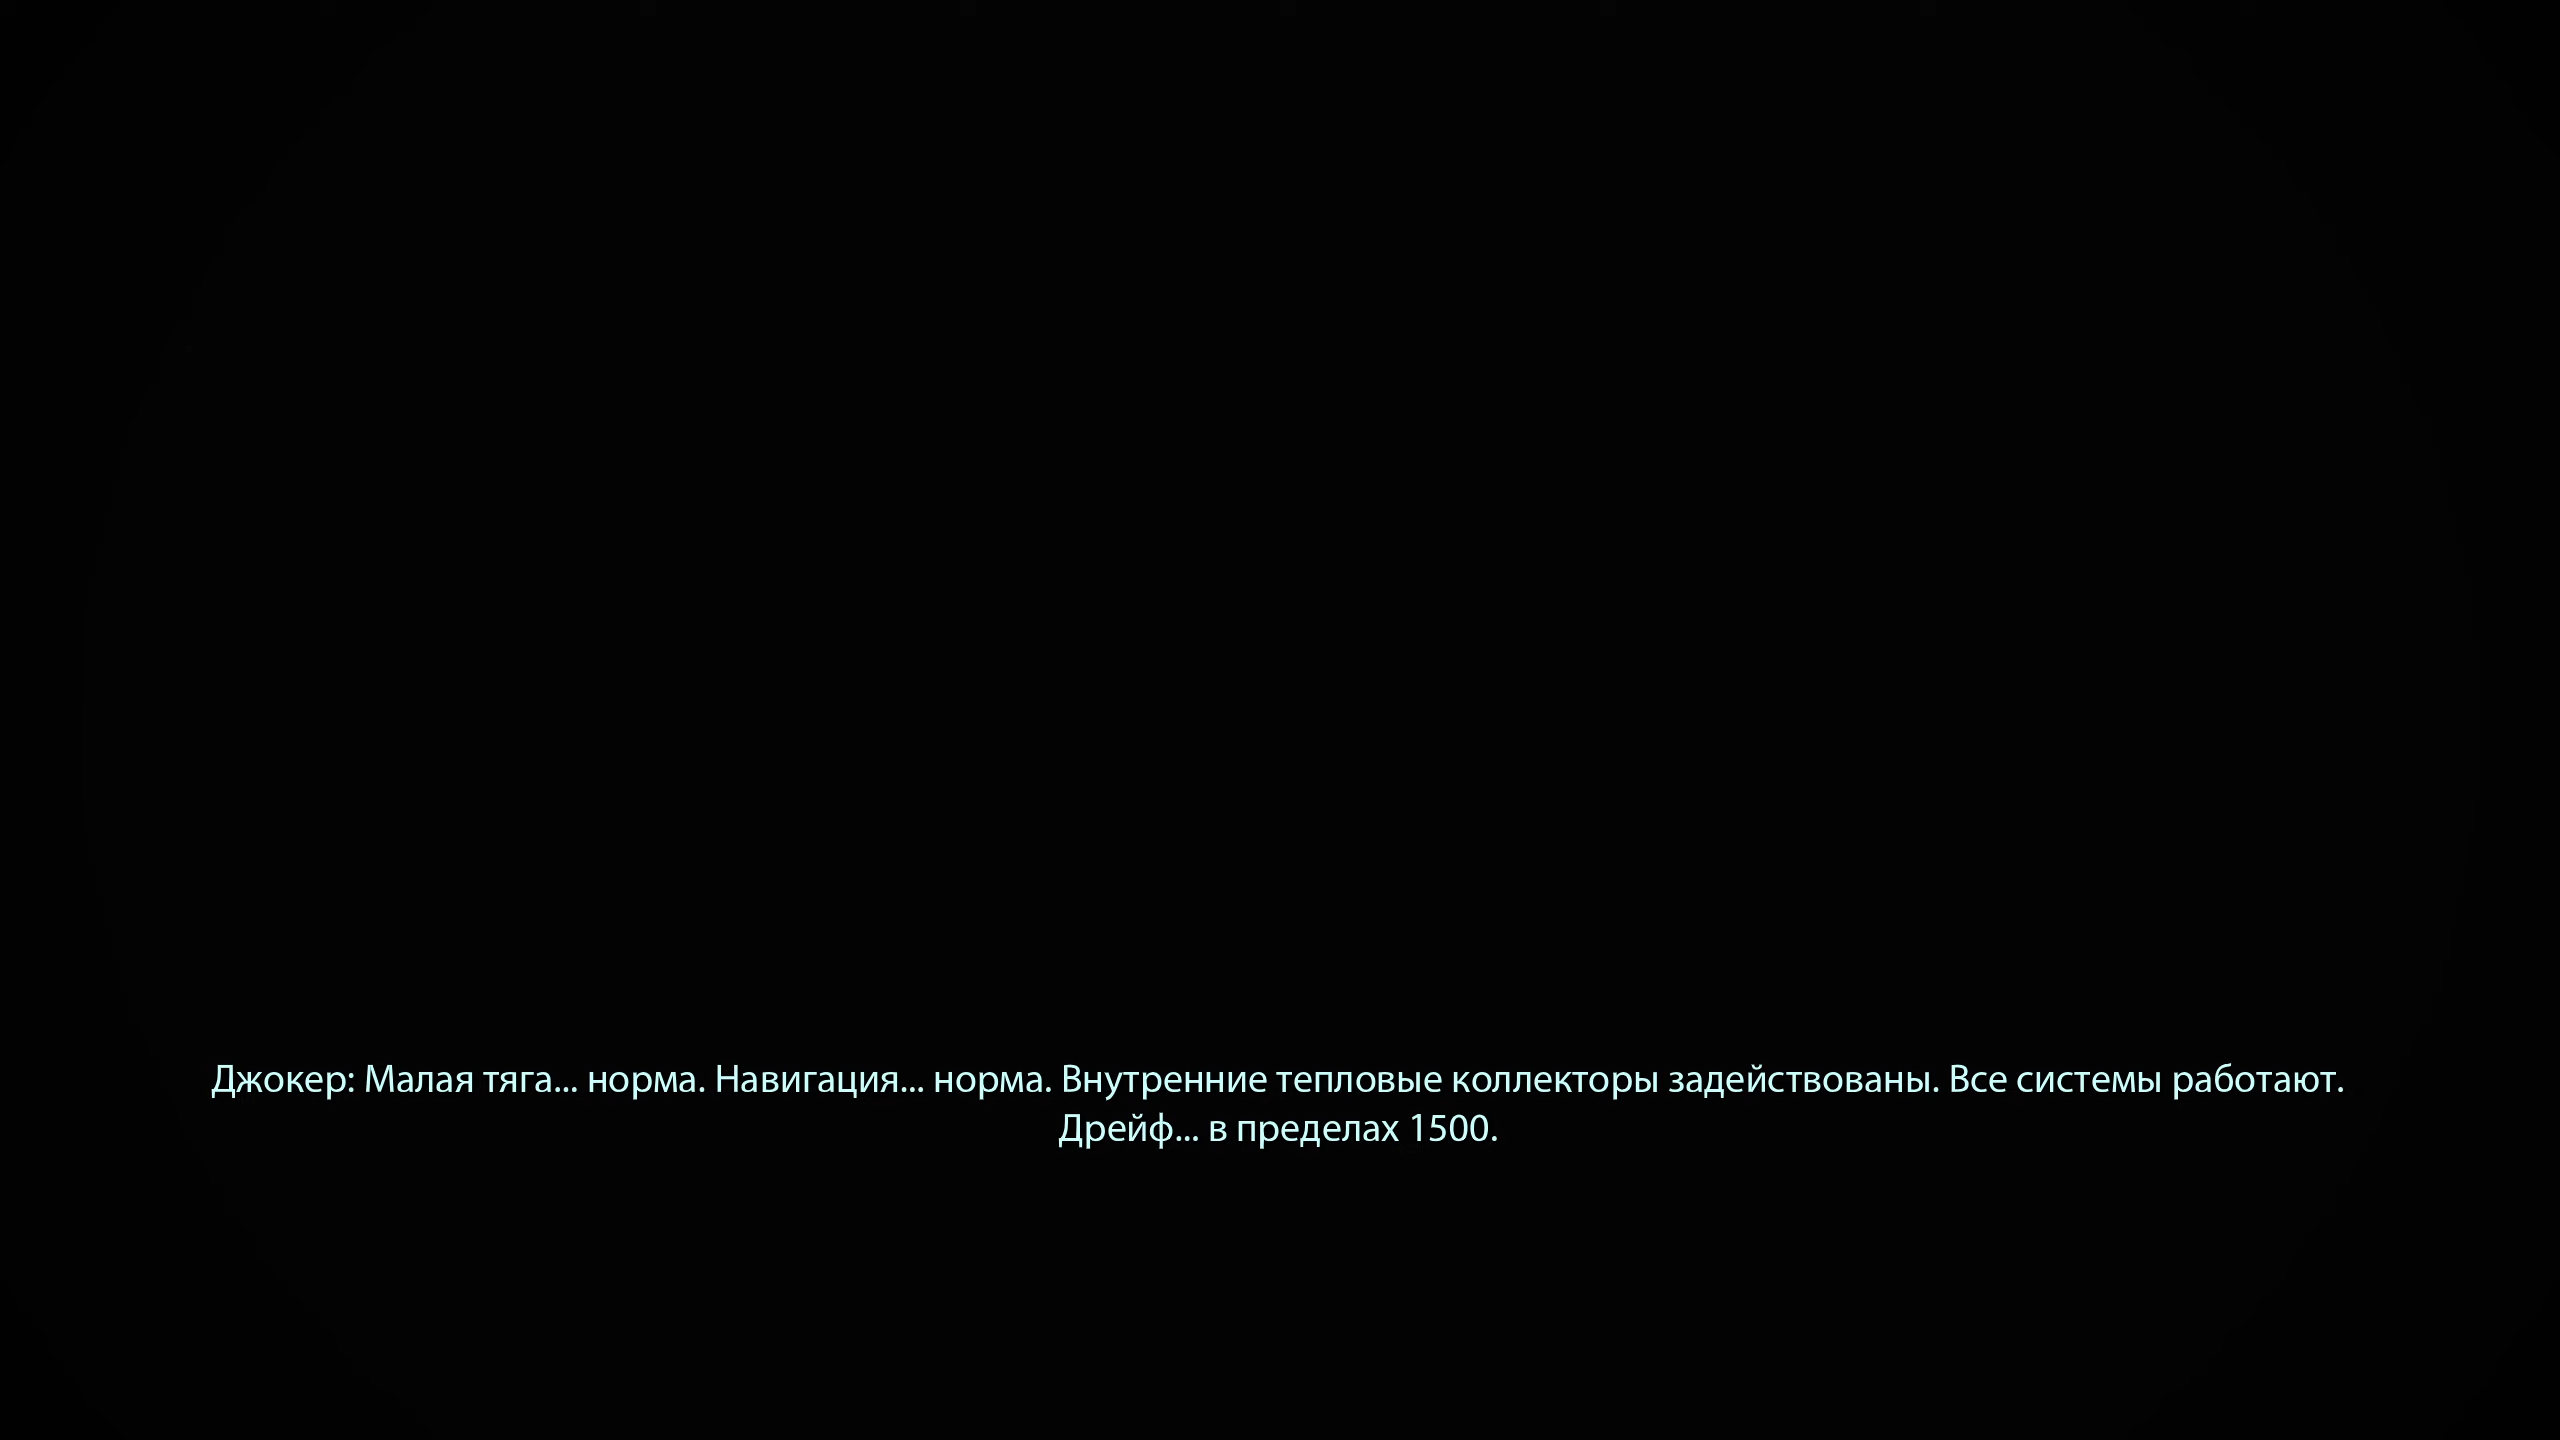 Джокер: Малая тяга... норма. Навигация... норма. Внутренние тепловые коллекторы задействованы. Все системы работают.
Дрейф... в пределах 1500.